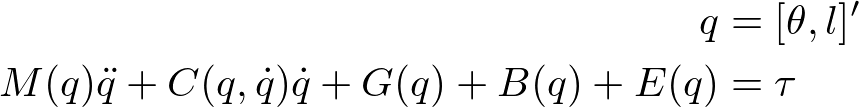 q = [θ, l]′
M(q)q̈ + C(q, q̇)q̇ + G(q) + B(q) + E(q) = τ